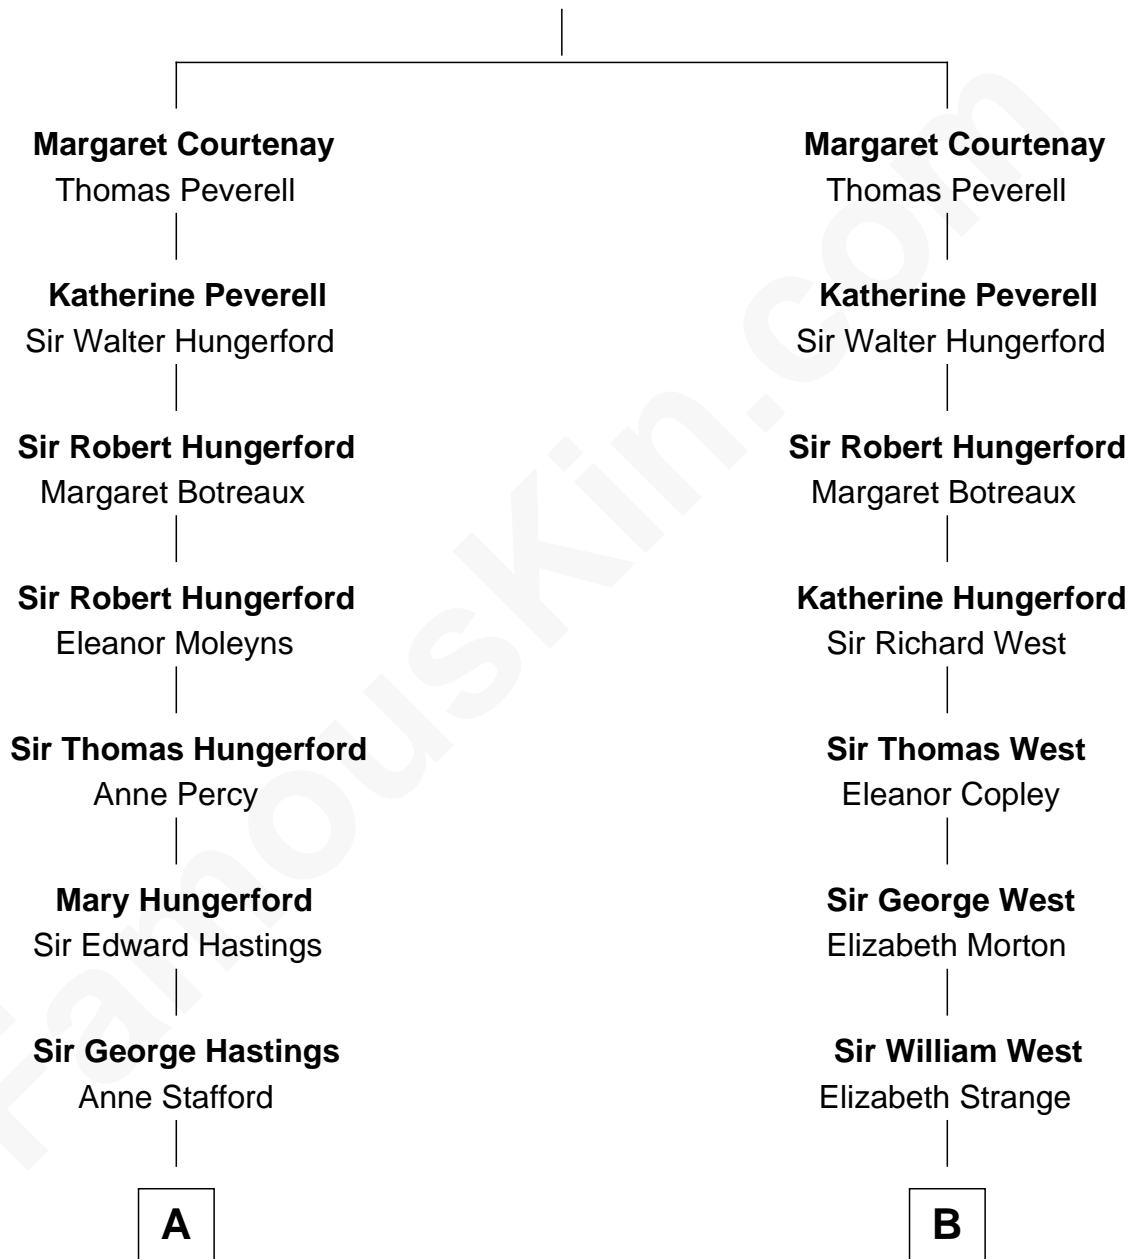 Margaret Courtenay
Thomas Peverell
Katherine Peverell
Sir Walter Hungerford
Sir Robert Hungerford
Margaret Botreaux
Sir Robert Hungerford
Eleanor Moleyns
Sir Thomas Hungerford
Anne Percy
Mary Hungerford
Sir Edward Hastings
Sir George Hastings
Anne Stafford
A
Margaret Courtenay
Thomas Peverell
Katherine Peverell
Sir Walter Hungerford
Sir Robert Hungerford
Margaret Botreaux
Katherine Hungerford
Sir Richard West
Sir Thomas West
Eleanor Copley
Sir George West
Elizabeth Morton
Sir William West
Elizabeth Strange
B
FamousKin.com